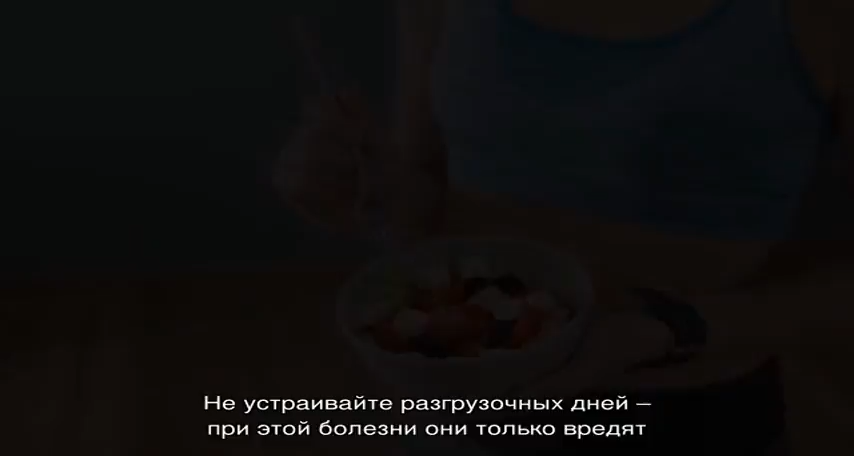 Не устраивайте разгрузочных дней –
при этой болезни они только вредят